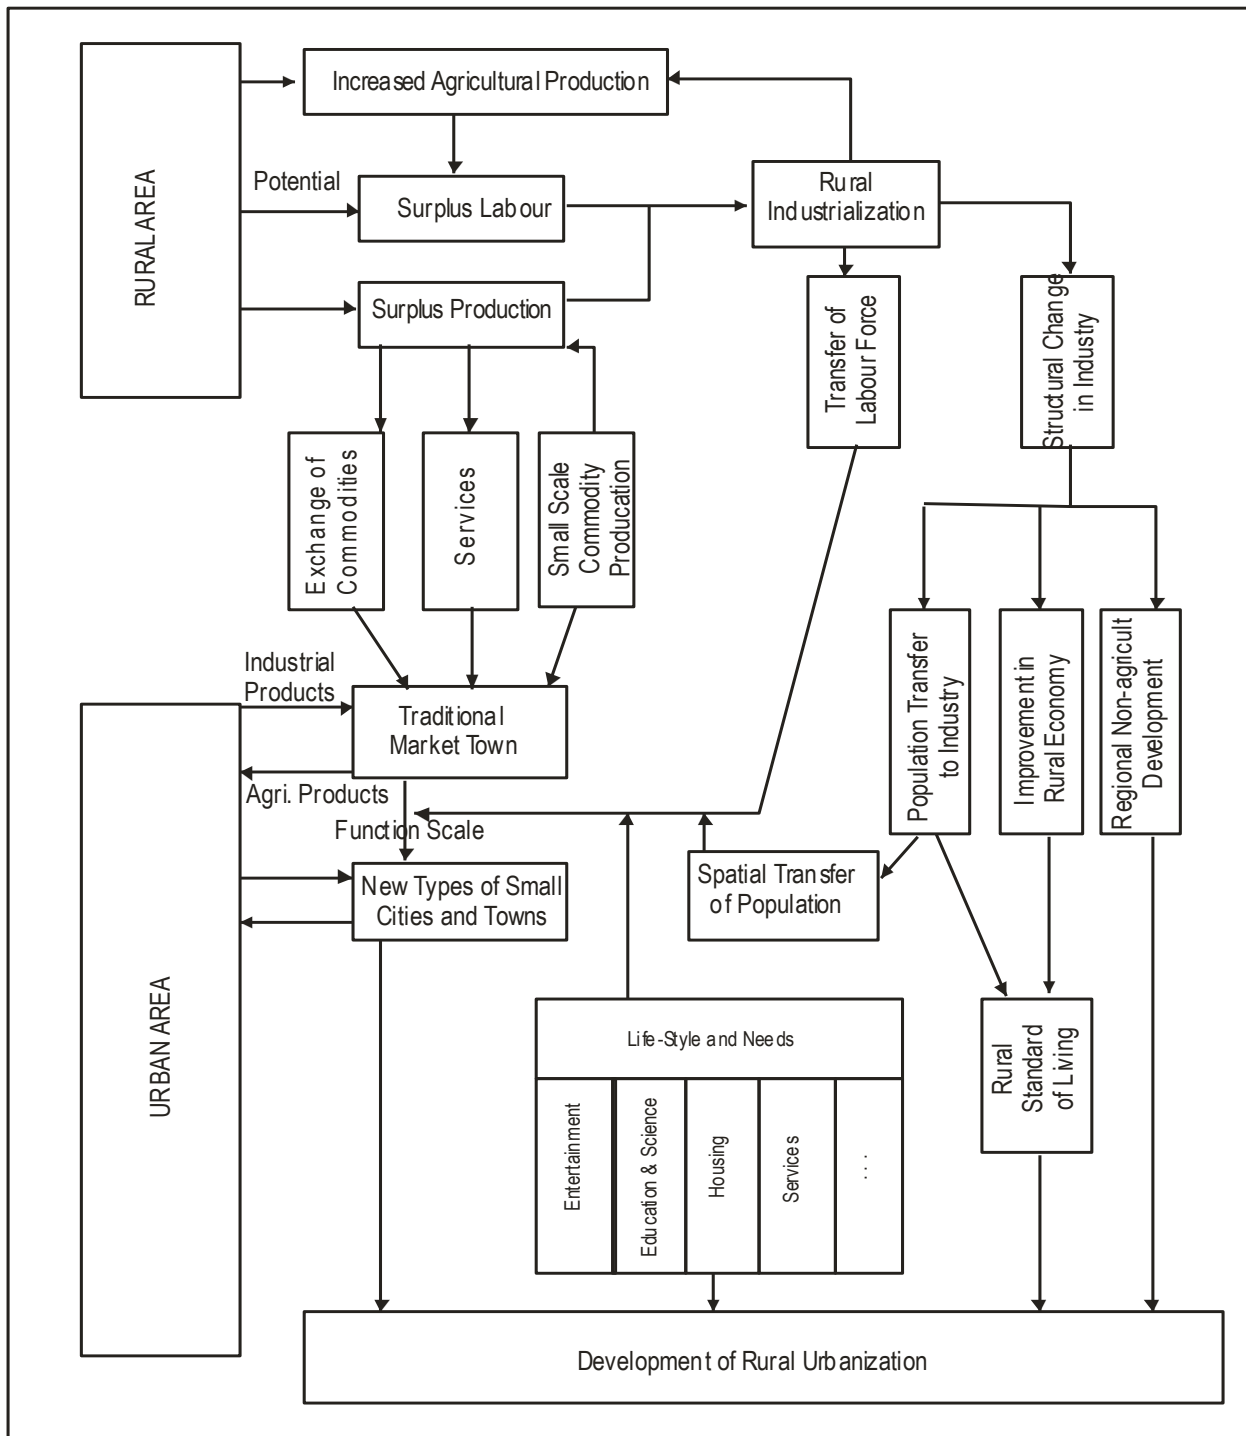 Increased Agricultural Production
RURAL AREA
Potential
Surplus Labour
Rural
Industrialization
Surplus Production
Transfer of
Labour Force
Structural Change
in Industry
Exchange of
Commodities
Services
Small Scale
Commodity
Producation
Industrial
Products
Traditional
Market Town
Agri. Products
Function Scale
Population Transfer
to Industry
Improvement in
Rural Economy
Regional Non-agricult
Development
New Types of Small
Cities and Towns
Spatial Transfer
of Population
URBAN AREA
Life-Style and Needs
Entertainment
Education & Science
Housing
Services
...
Rural
Standard
of Living
Development of Rural Urbanization